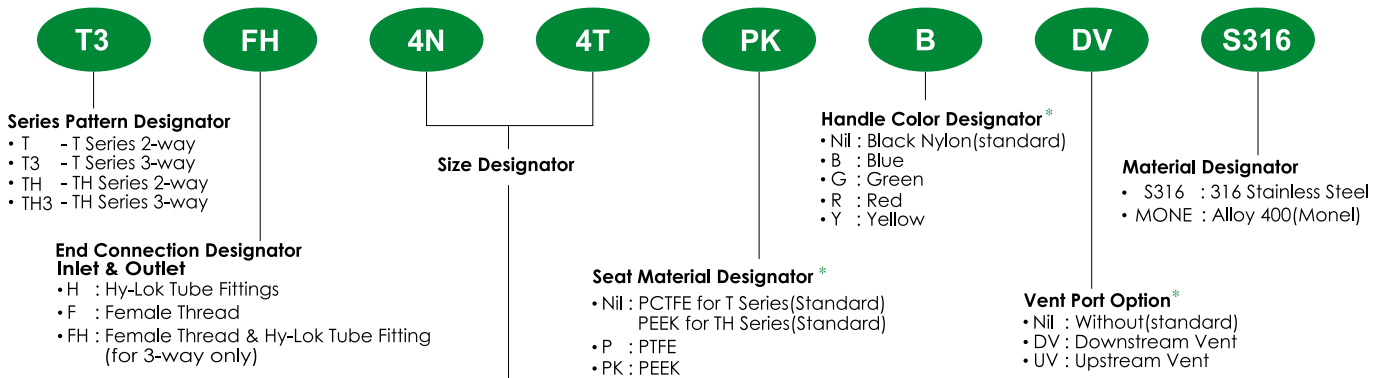 T3 FH 4N 4T PK B DV S316
Series Pattern Designator
• T - T Series 2-way
• T3 - T Series 3-way
• TH - TH Series 2-way
• TH3 - TH Series 3-way
End Connection Designator
Inlet & Outlet
• H : Hy-Lok Tube Fittings
• F : Female Thread
• FH : Female Thread & Hy-Lok Tube Fitting
(for 3-way only)
Size Designator
Seat Material Designator *
• Nil : PCTFE for T Series(Standard)
PEEK for TH Series(Standard)
• P : PTFE
• PK : PEEK
Handle Color Designator *
• Nil : Black Nylon(standard)
• B : Blue
• G : Green
• R : Red
• Y : Yellow
Vent Port Option *
• Nil : Without(standard)
• DV : Downstream Vent
• UV : Upstream Vent
Material Designator
• S316 : 316 Stainless Steel
• MONE : Alloy 400(Monel)